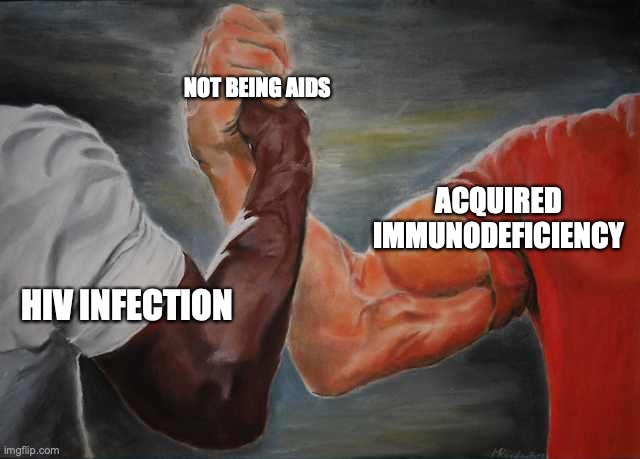 NOT BEING AIDS
ACQUIRED
IMMUNODEFICIENCY
HIV INFECTION
imgflip.com